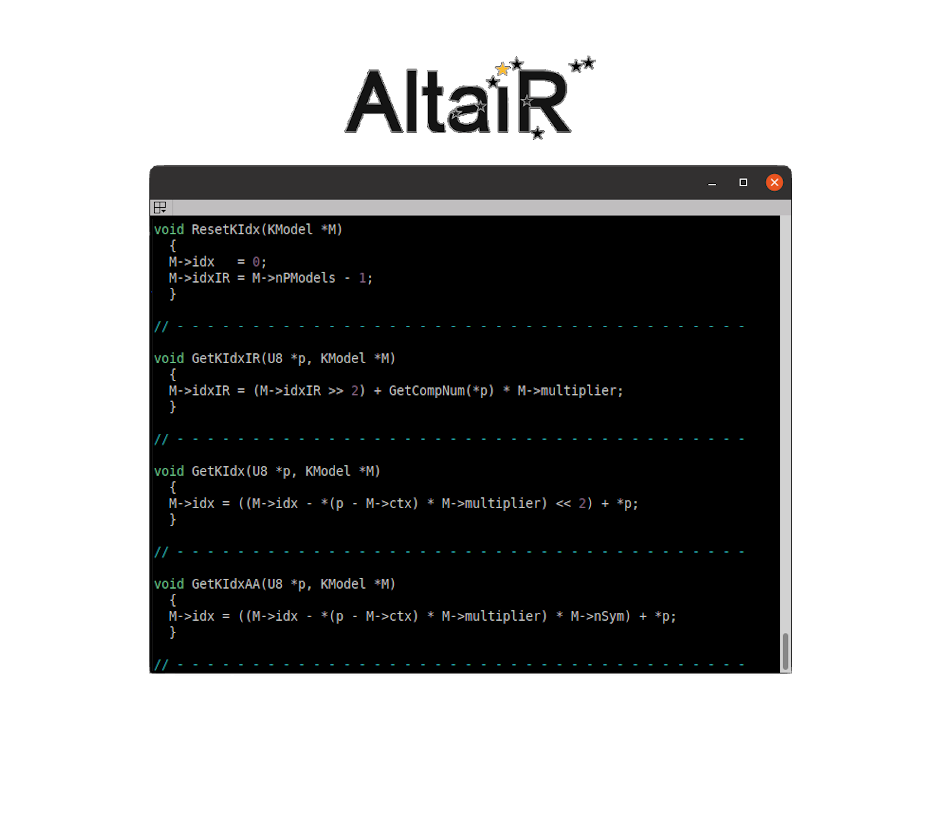 AltaiR
void ResetKIdx(KModel *M)
  {
  M->idx   = 0;
  M->idxIR = M->nPModels - 1;
  }
// - - - - - - - - - - - - - - - - - - - - - - - - - - - - - - - - - - - - - -
void GetKIdxIR(U8 *p, KModel *M)
  {
  M->idxIR = (M->idxIR >> 2) + GetCompNum(*p) * M->multiplier;
  }
// - - - - - - - - - - - - - - - - - - - - - - - - - - - - - - - - - - - - - -
void GetKIdx(U8 *p, KModel *M)
  {
  M->idx = ((M->idx - *(p - M->ctx) * M->multiplier) << 2) + *p;
  }
// - - - - - - - - - - - - - - - - - - - - - - - - - - - - - - - - - - - - - -
void GetKIdxAA(U8 *p, KModel *M)
  {
  M->idx = ((M->idx - *(p - M->ctx) * M->multiplier) * M->nSym) + *p;
  }
// - - - - - - - - - - - - - - - - - - - - - - - - - - - - - - - - - - - - - -